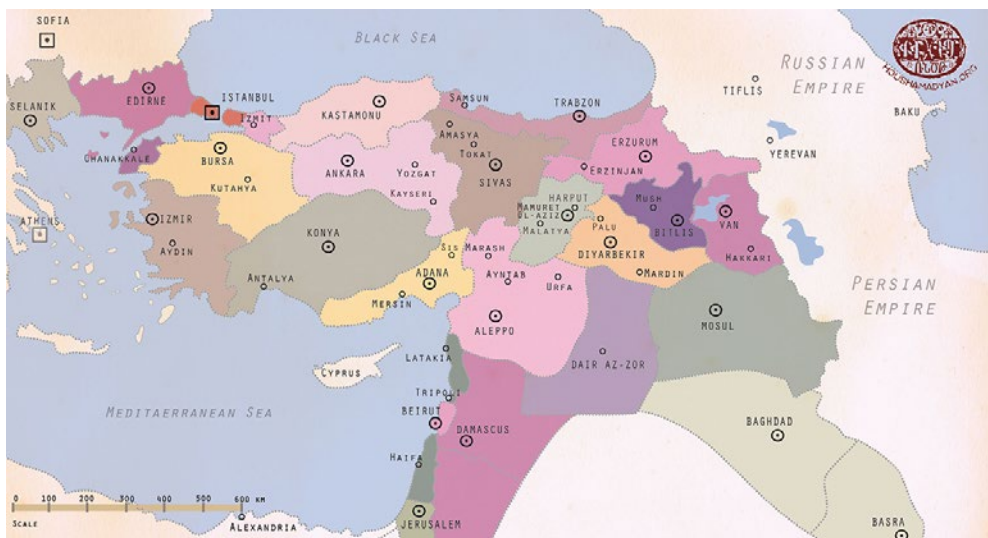 SOFIA
BLACK SEA
RUSSIAN
EMPIRE
HOUSHAMADYAN.ORG
TIFLIS
BAKU
SELANIK
EDIRNE
ISTANBUL
IZMIT
KASTAMONU
SAMSUN
TRABZON
AMASYA
TOKAT
ERZURUM
ERZINJAN
YEREVAN
CHANAKKALE
BURSA
KUTAHYA
ANKARA
YOZGAT
KAYSERI
SIVAS
HARPUT
MAMURET
UL-AZIZ
MALATYA
PALU
MUSH
BITLIS
VAN
HAKKARI
ATHENS
IZMIR
AYDIN
KONYA
ANTALYA
SIS
MARASH
AYNTAB
URFA
DIYARBEKIR
MARDIN
ADANA
MERSIN
ALEPPO
MOSUL
PERSIAN
EMPIRE
LATAKIA
CYPRUS
DAIR AZ-ZOR
TRIPOLI
MEDITAERRANEAN SEA
BEIRUT
DAMASCUS
BAGHDAD
HAIFA
0 100 200 300 400 500 600 KM
SCALE
ALEXANDRIA
JERUSALEM
BASRA